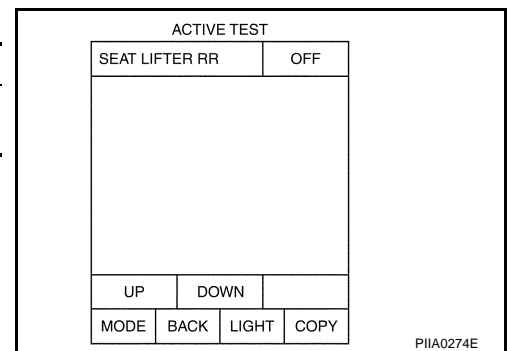 ACTIVE TEST
SEAT LIFTER RR OFF
UP DOWN
MODE BACK LIGHT COPY
PIIA0274E